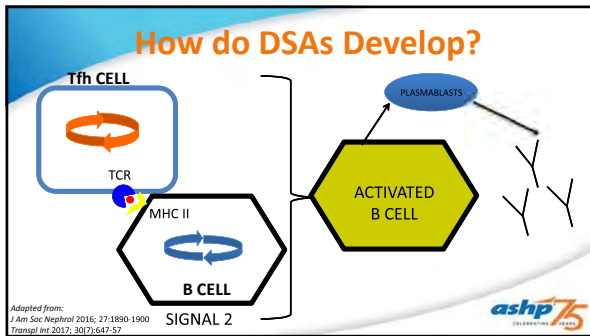 How do DSAs Develop?
Tfh CELL
TCR
MHC II
B CELL
SIGNAL 2
PLASMABLASTS
ACTIVATED
B CELL
Adapted from:
J Am Soc Nephrol 2016; 27:1890-1900
Transpl Int 2017; 30(7):647-57
ashp 75
CELEBRATING YEARS